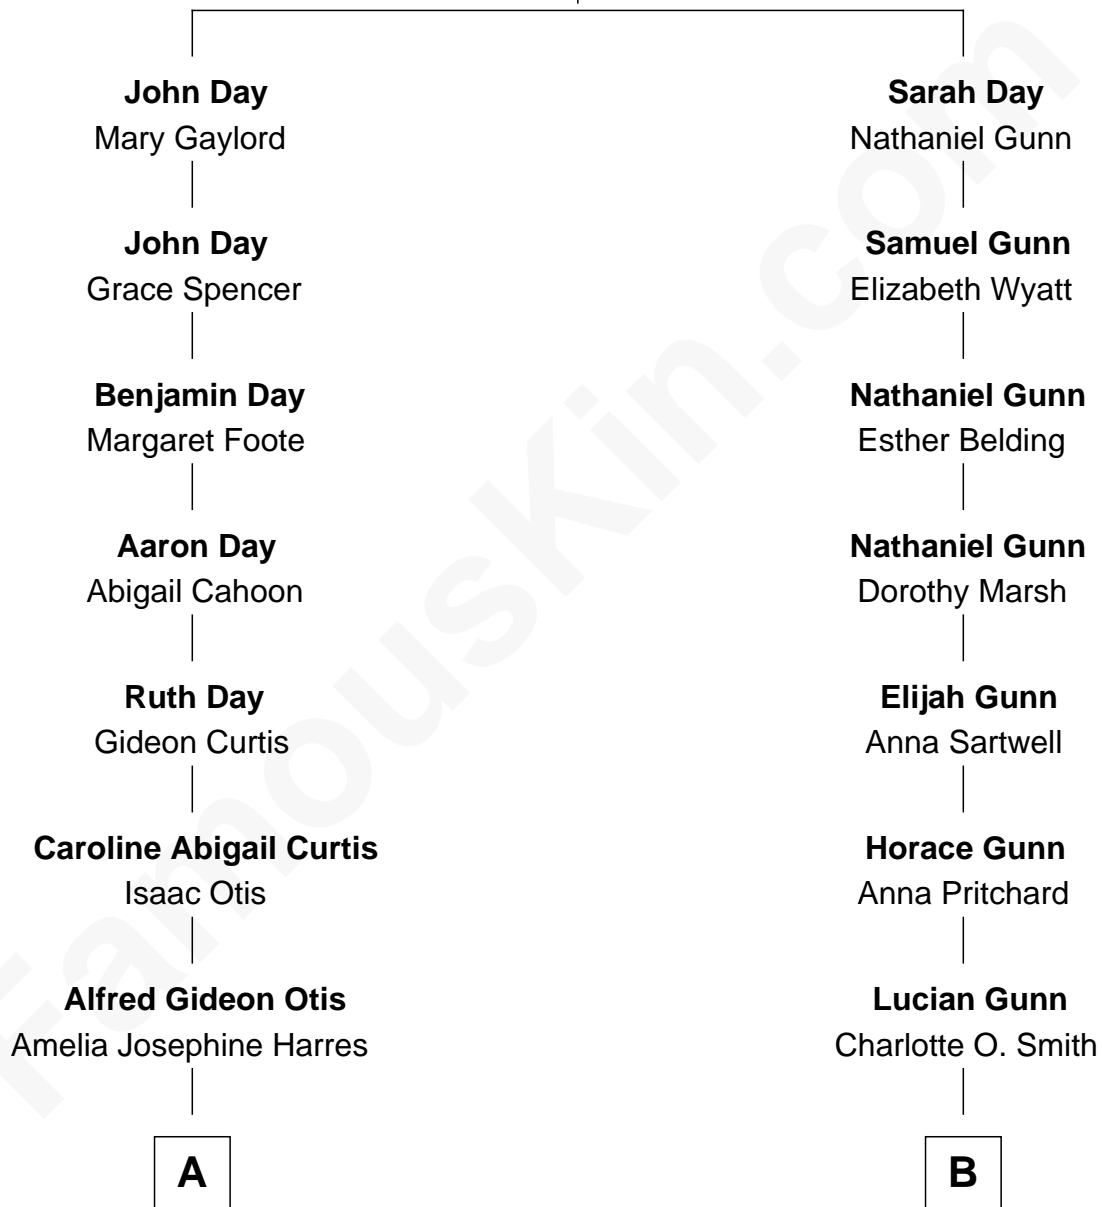 John Day
Mary Gaylord
John Day
Grace Spencer
Benjamin Day
Margaret Foote
Aaron Day
Abigail Cahoon
Ruth Day
Gideon Curtis
Caroline Abigail Curtis
Isaac Otis
Alfred Gideon Otis
Amelia Josephine Harres
A
Sarah Day
Nathaniel Gunn
Samuel Gunn
Elizabeth Wyatt
Nathaniel Gunn
Esther Belding
Nathaniel Gunn
Dorothy Marsh
Elijah Gunn
Anna Sartwell
Horace Gunn
Anna Pritchard
Lucian Gunn
Charlotte O. Smith
B
FamousKin.com